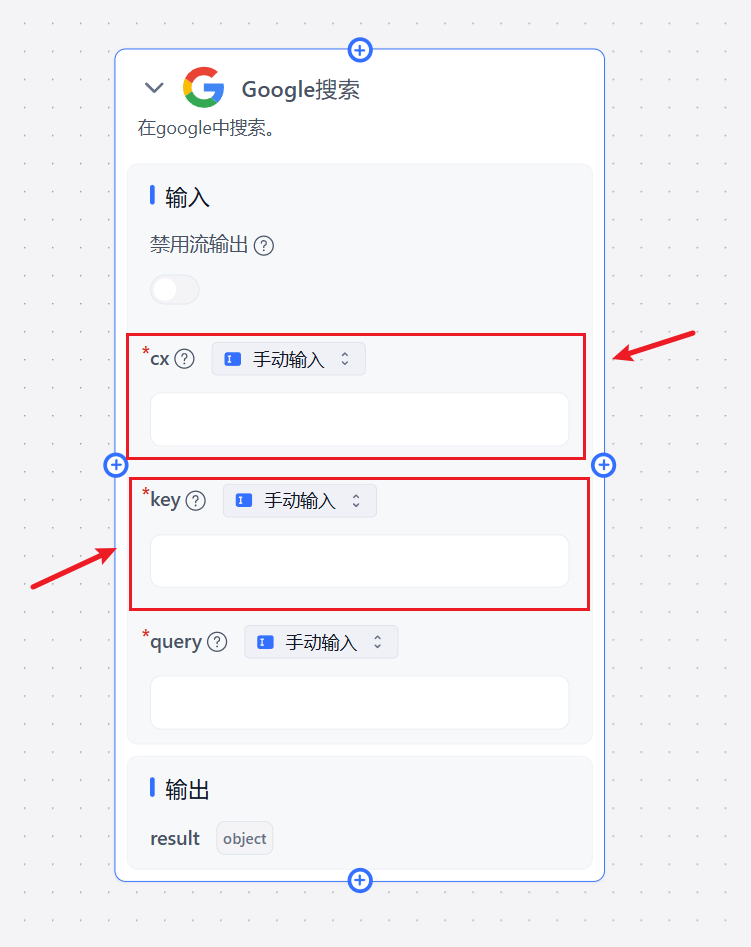 Google搜索
在google中搜索。
输入
禁用流输出 ?
*cx ? 手动输入
*key ? 手动输入
*query ? 手动输入
输出
result object